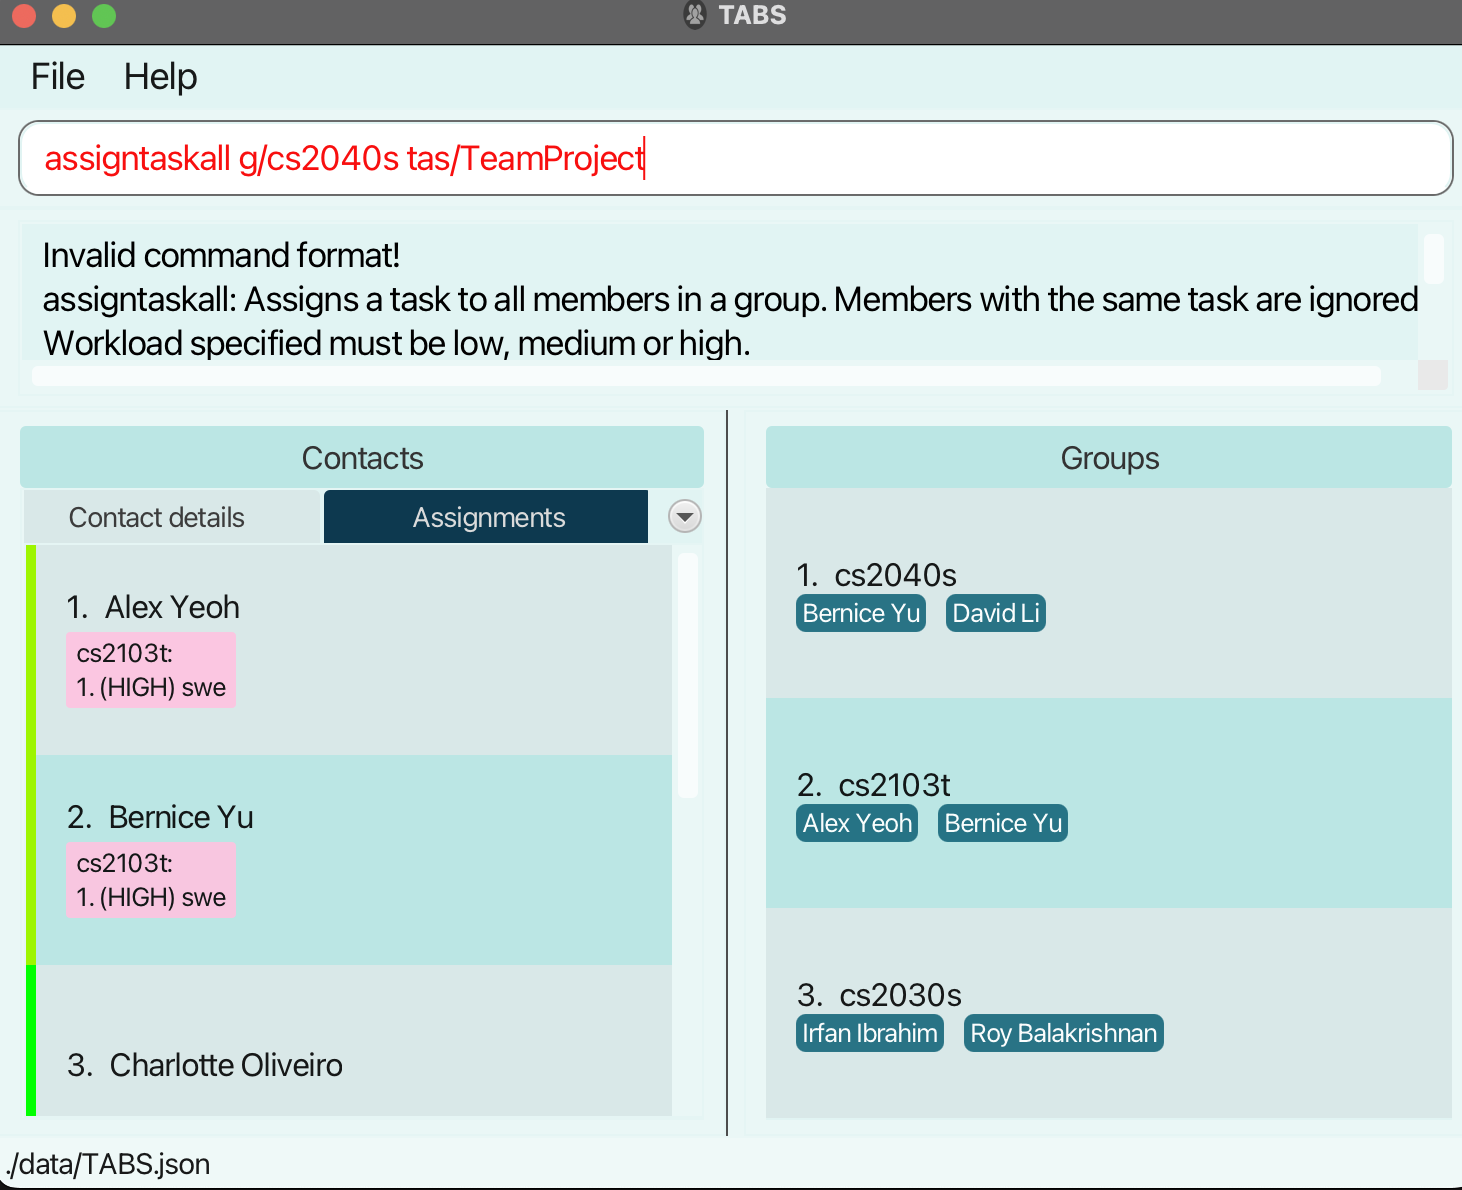 TABS
File Help
assigntaskall g/cs2040s tas/TeamProject
Invalid command format!
assigntaskall: Assigns a task to all members in a group. Members with the same task are ignored
Workload specified must be low, medium or high.
Contacts
Contact details Assignments
1. Alex Yeoh
cs2103t:
1. (HIGH) swe
2. Bernice Yu
cs2103t:
1. (HIGH) swe
3. Charlotte Oliveiro
Groups
1. cs2040s
Bernice Yu David Li
2. cs2103t
Alex Yeoh Bernice Yu
3. cs2030s
Irfan Ibrahim Roy Balakrishnan
./data/TABS.json